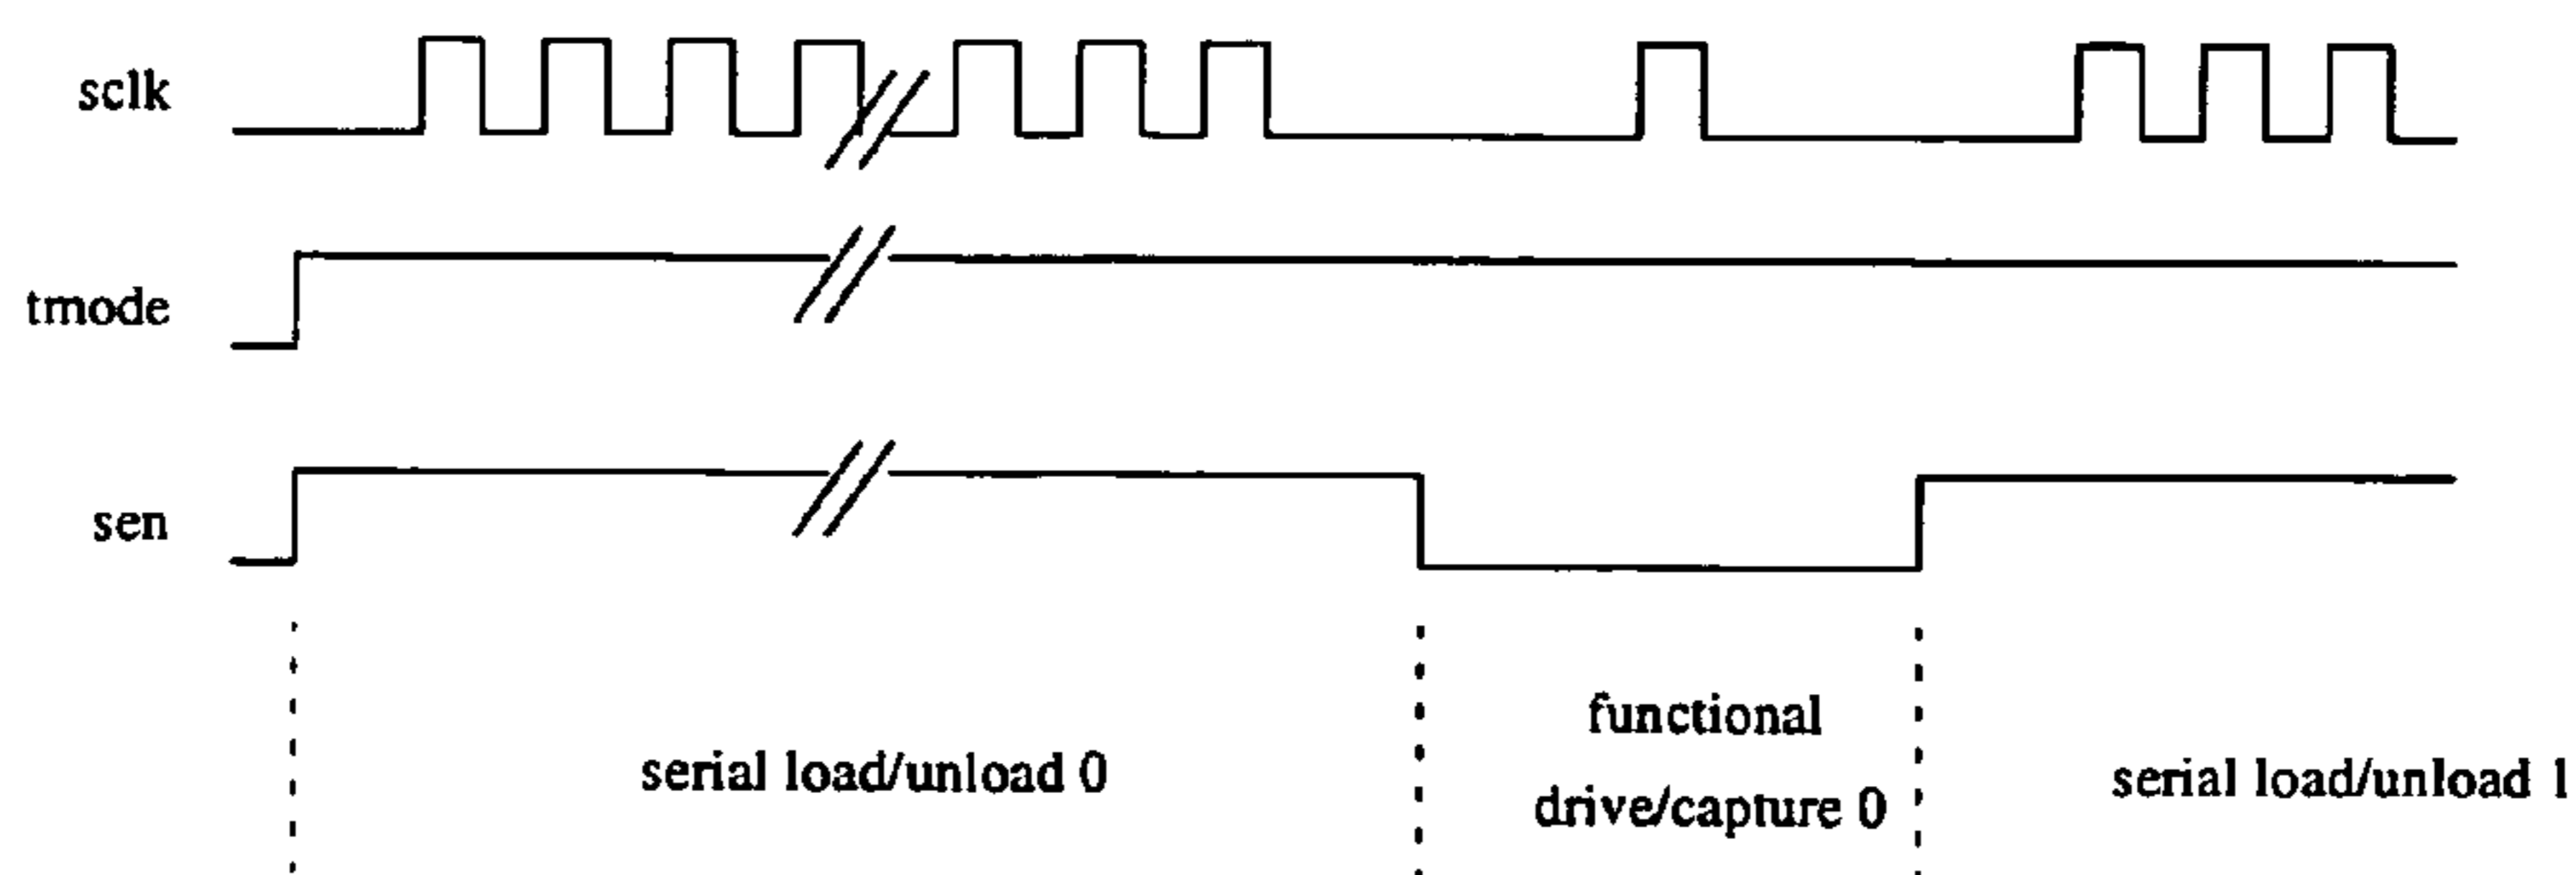 sclk
tmode
sen
serial load/unload 0
functional
drive/capture 0
serial load/unload 1